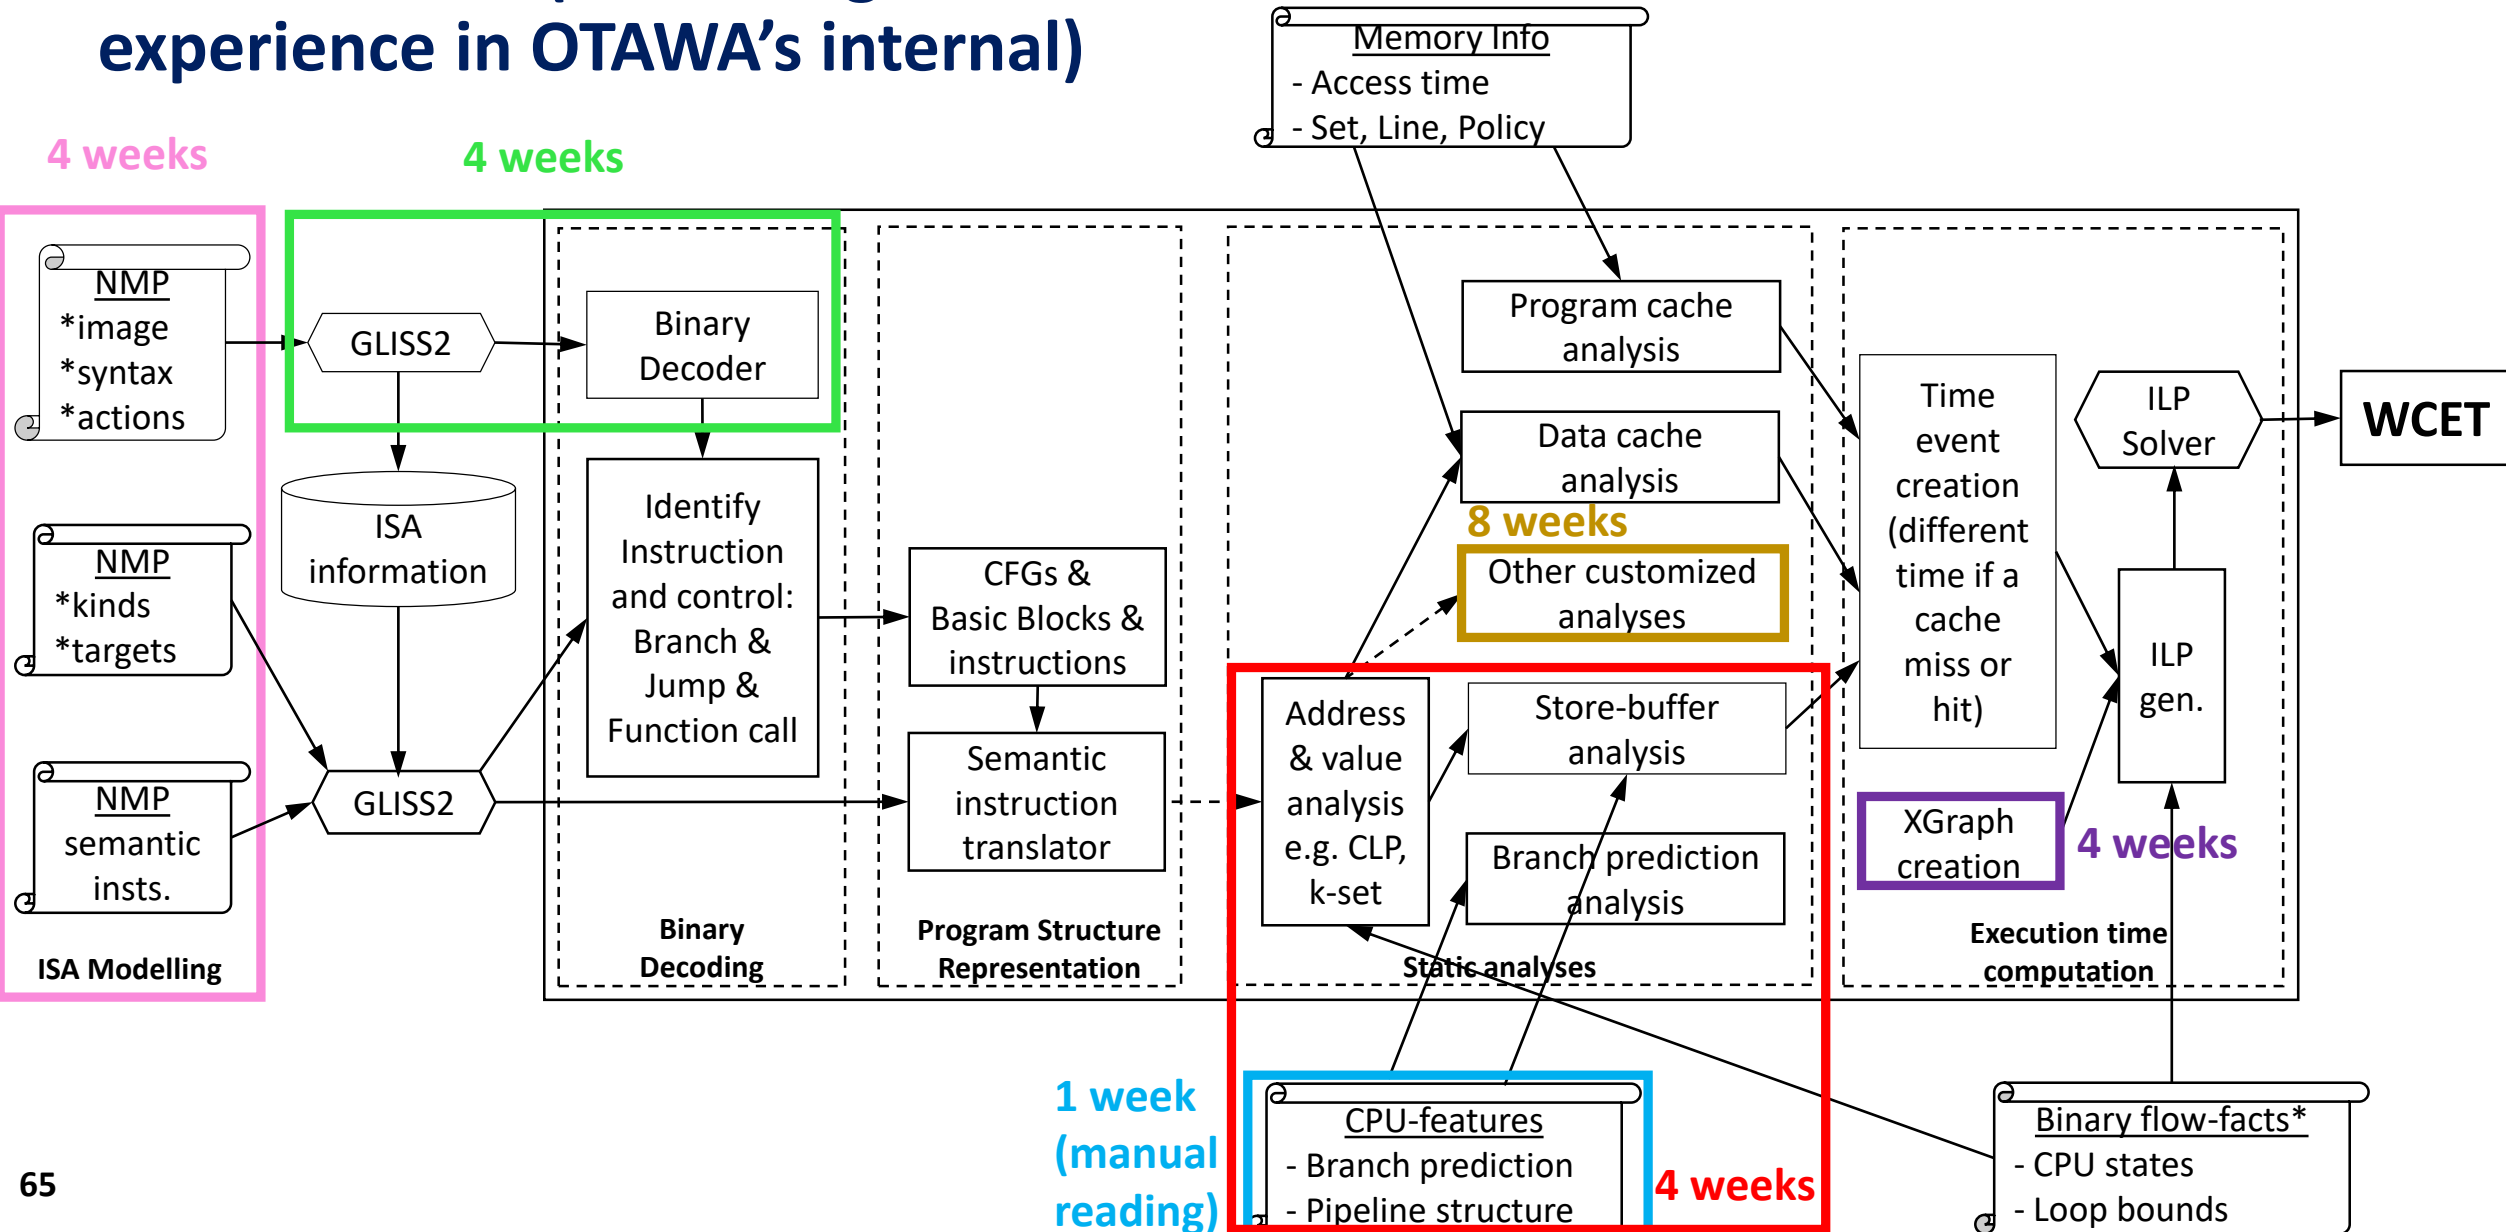 experience in OTAWA's internal)
Memory Info
- Access time
- Set, Line, Policy
4 weeks
4 weeks
NMP
*image
*syntax
*actions
GLISS2
Binary
Decoder
Program cache
analysis
Time
event
creation
(different
time if a
cache
miss or
hit)
ILP
Solver
WCET
Data cache
analysis
8 weeks
Other customized
analyses
NMP
*kinds
*targets
ISA
information
Identify
Instruction
and control:
Branch &
Jump &
Function call
CFGs &
Basic Blocks &
instructions
ILP
gen.
NMP
semantic
insts.
GLISS2
Semantic
instruction
translator
Address
& value
analysis
e.g. CLP,
k-set
Store-buffer
analysis
Branch prediction
analysis
XGraph
creation
4 weeks
ISA Modelling
Binary
Decoding
Program Structure
Representation
Static analyses
Execution time
computation
1 week
(manual
reading)
CPU-features
- Branch prediction
- Pipeline structure
4 weeks
Binary flow-facts*
- CPU states
- Loop bounds
65